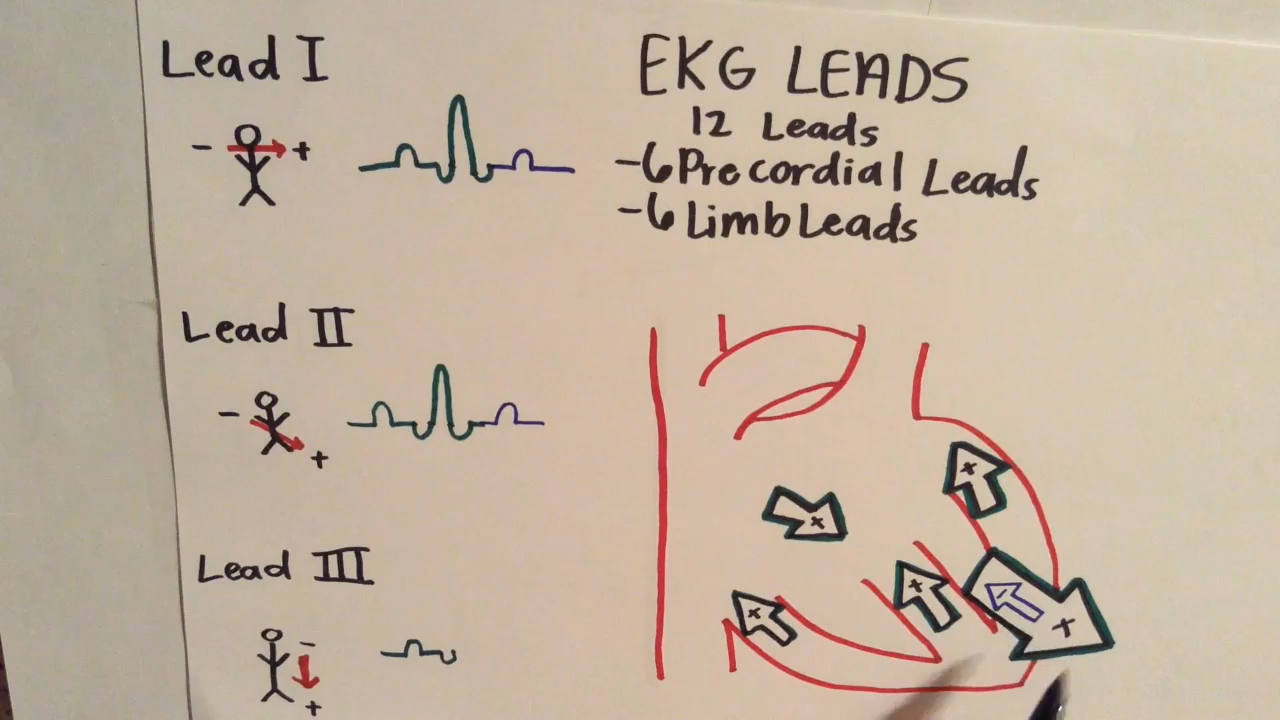 Lead I
- +
EKG LEADS
12 Leads
-6 Precordial Leads
-6 Limb Leads
Lead II
- +
Lead III
-
+
+
+
+
+
-
+